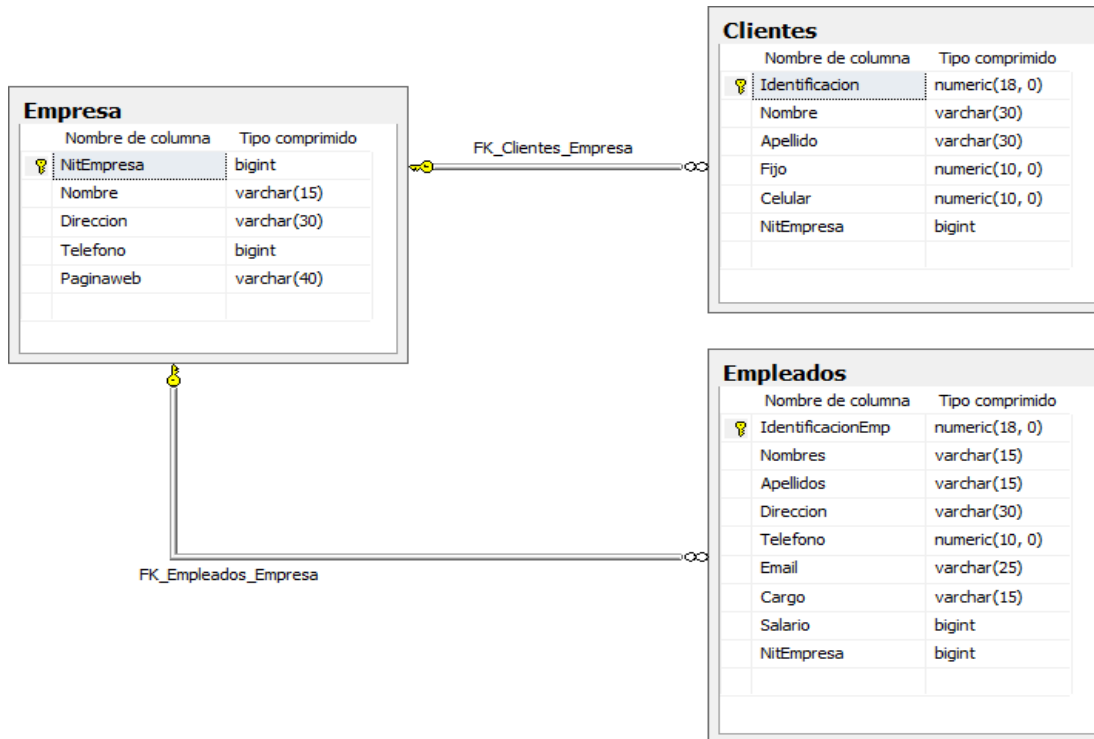 Empresa
Nombre de columna Tipo comprimido
NitEmpresa bigint
Nombre varchar(15)
Direccion varchar(30)
Telefono bigint
Paginaweb varchar(40)
FK_Clientes_Empresa
Clientes
Nombre de columna Tipo comprimido
Identificacion numeric(18, 0)
Nombre varchar(30)
Apellido varchar(30)
Fijo numeric(10, 0)
Celular numeric(10, 0)
NitEmpresa bigint
FK_Empleados_Empresa
Empleados
Nombre de columna Tipo comprimido
IdentificacionEmp numeric(18, 0)
Nombres varchar(15)
Apellidos varchar(15)
Direccion varchar(30)
Telefono numeric(10, 0)
Email varchar(25)
Cargo varchar(15)
Salario bigint
NitEmpresa bigint